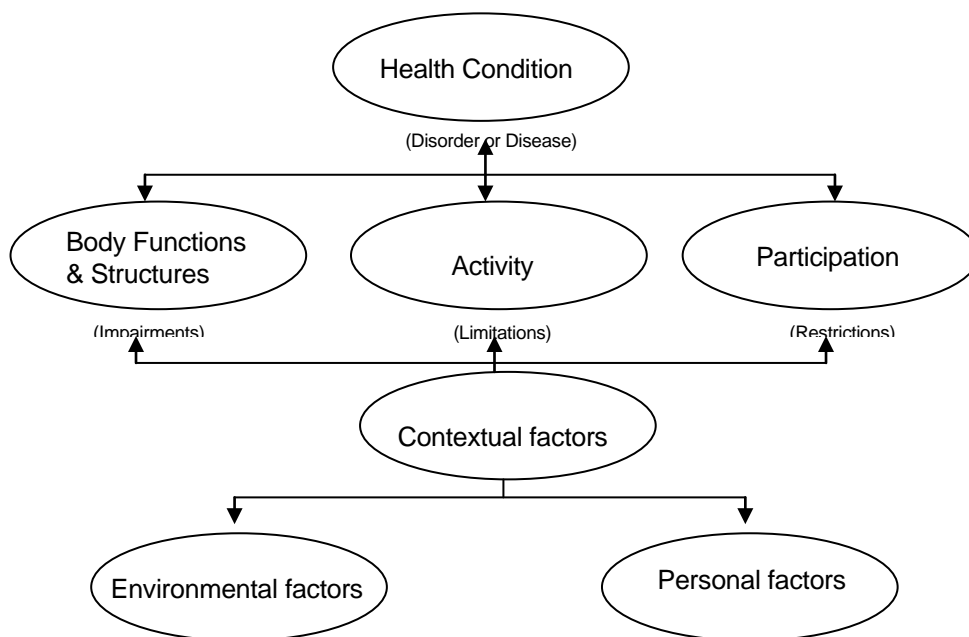 Health Condition
(Disorder or Disease)
Body Functions
& Structures
Activity
Participation
(Impairments)
(Limitations)
(Restrictions)
Contextual factors
Environmental factors
Personal factors